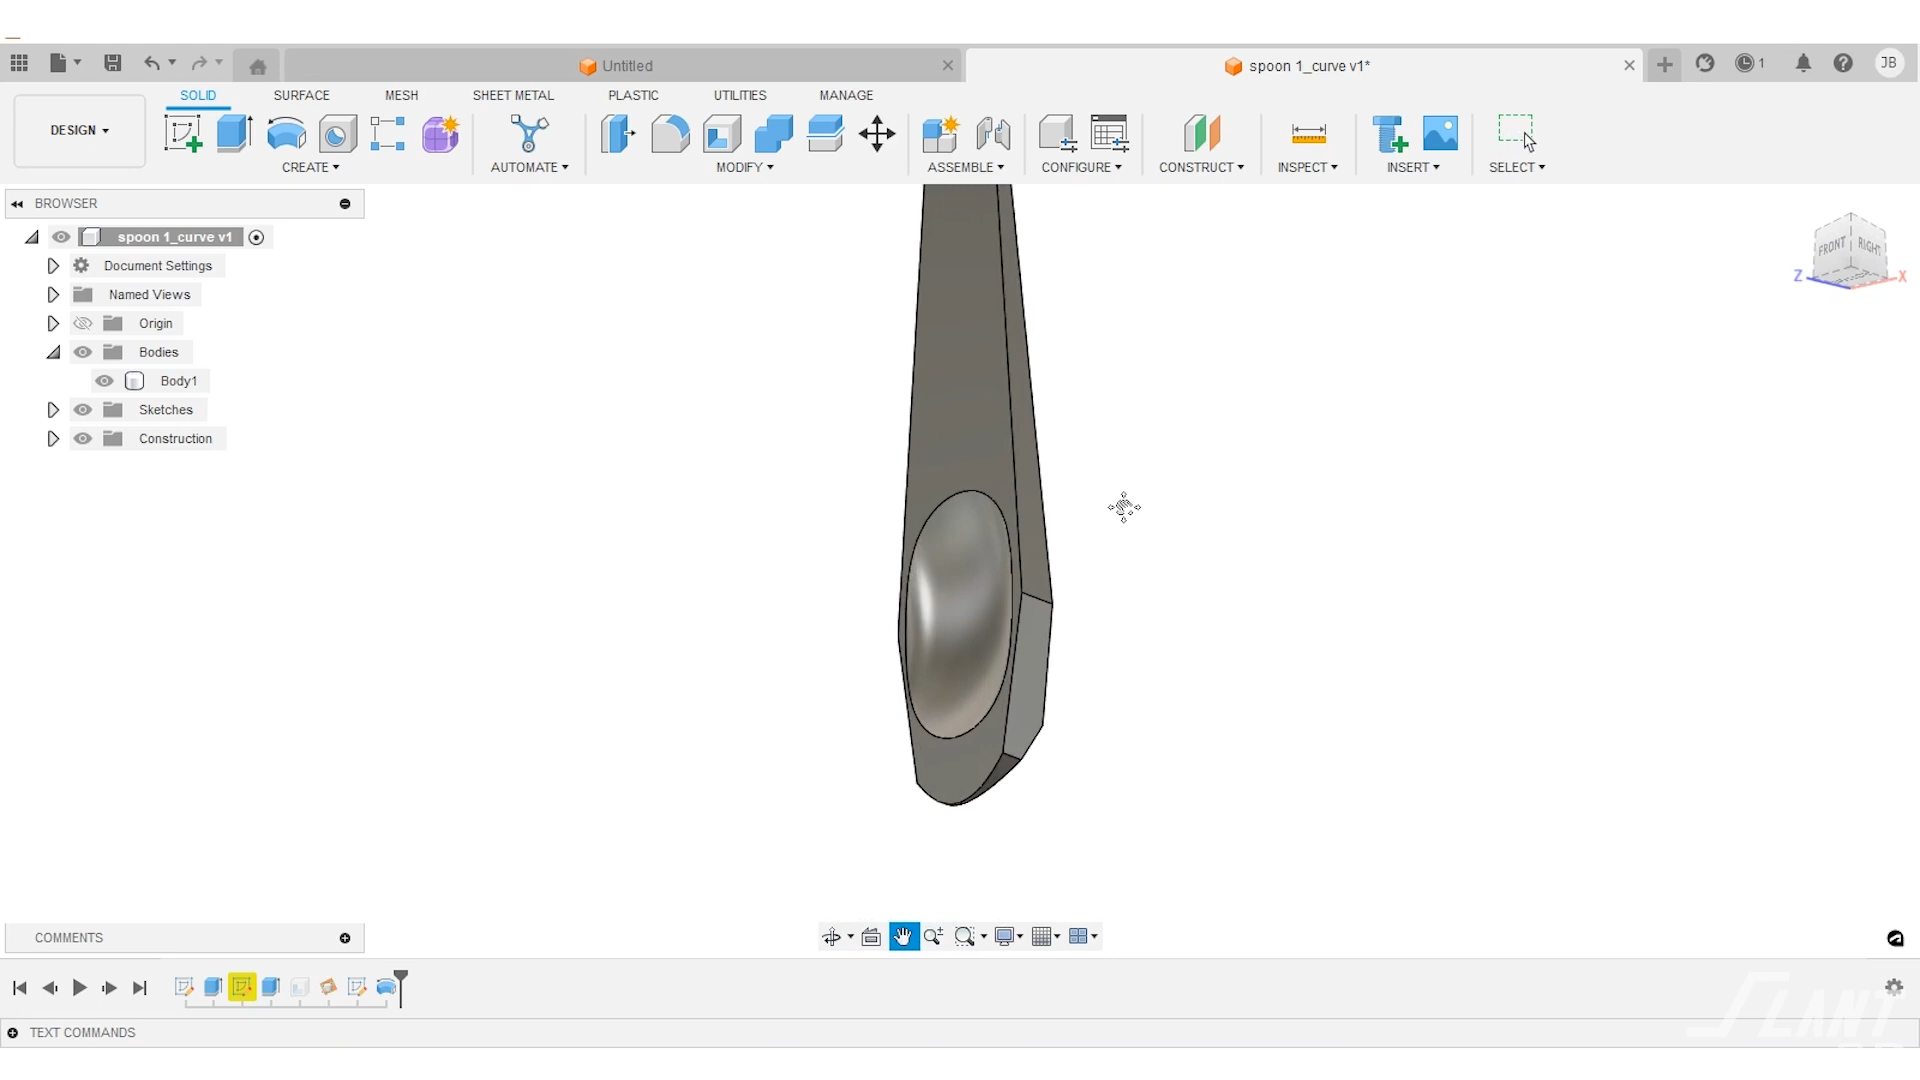 Untitled
spoon 1_curve v1*
1
JB
DESIGN
SOLID
SURFACE
MESH
SHEET METAL
PLASTIC
UTILITIES
MANAGE
CREATE
AUTOMATE
MODIFY
ASSEMBLE
CONFIGURE
CONSTRUCT
INSPECT
INSERT
SELECT
BROWSER
spoon 1_curve v1
Document Settings
Named Views
Origin
Bodies
Body1
Sketches
Construction
FRONT
RIGHT
Z
X
COMMENTS
TEXT COMMANDS
SLANT